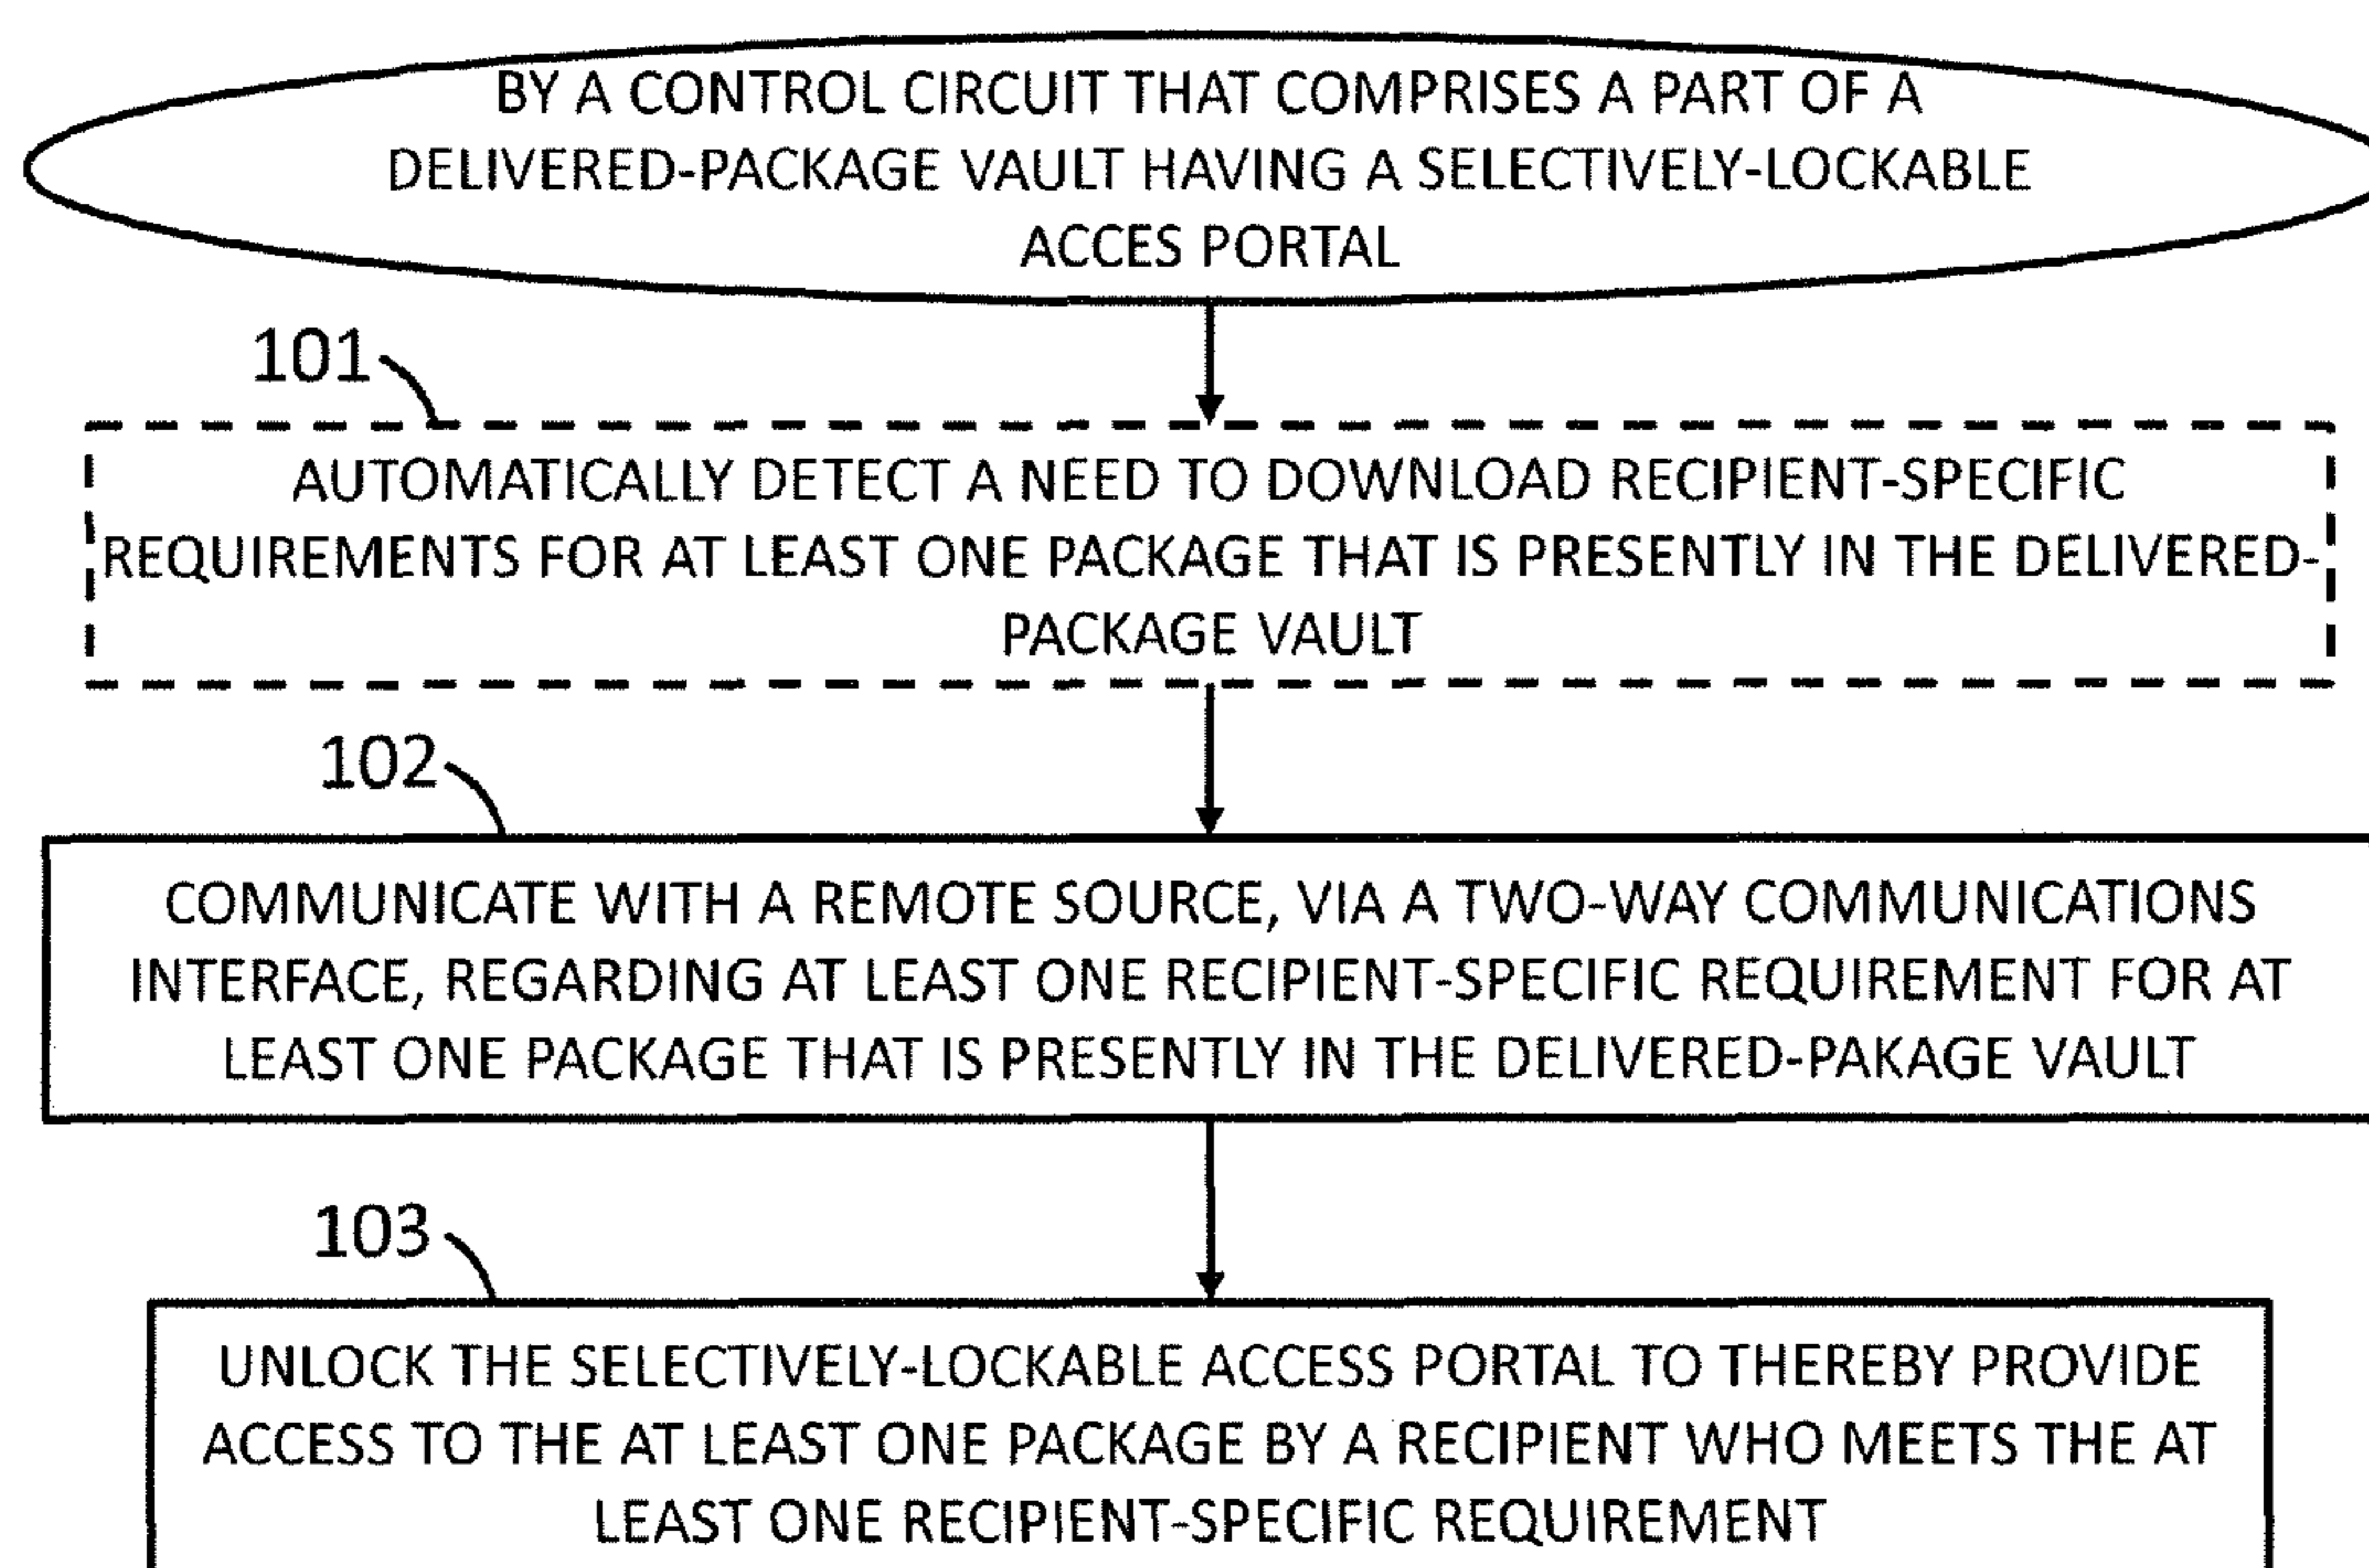 BY A CONTROL CIRCUIT THAT COMPRISES A PART OF A
DELIVERED-PACKAGE VAULT HAVING A SELECTIVELY-LOCKABLE
ACCES PORTAL
101
AUTOMATICALLY DETECT A NEED TO DOWNLOAD RECIPIENT-SPECIFIC
REQUIREMENTS FOR AT LEAST ONE PACKAGE THAT IS PRESENTLY IN THE DELIVERED-
PACKAGE VAULT
102
COMMUNICATE WITH A REMOTE SOURCE, VIA A TWO-WAY COMMUNICATIONS
INTERFACE, REGARDING AT LEAST ONE RECIPIENT-SPECIFIC REQUIREMENT FOR AT
LEAST ONE PACKAGE THAT IS PRESENTLY IN THE DELIVERED-PAKAGE VAULT
103
UNLOCK THE SELECTIVELY-LOCKABLE ACCESS PORTAL TO THEREBY PROVIDE
ACCESS TO THE AT LEAST ONE PACKAGE BY A RECIPIENT WHO MEETS THE AT
LEAST ONE RECIPIENT-SPECIFIC REQUIREMENT